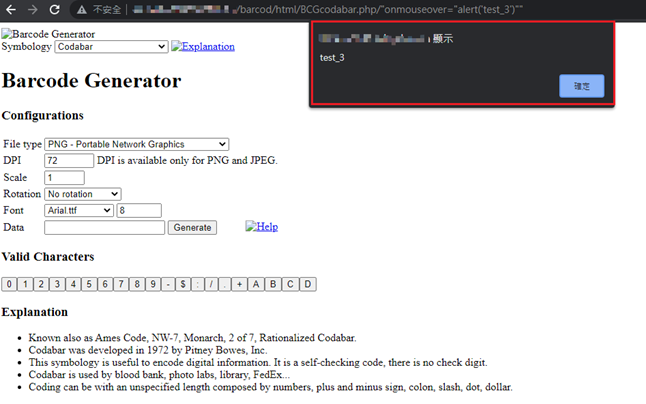 不安全
/barcod/html/BCGcodabar.php/"onmouseover="alert('test_3')""
顯示
test_3
確定
Barcode Generator
Symbology Codabar Explanation
Barcode Generator
Configurations
File type PNG - Portable Network Graphics
DPI 72 DPI is available only for PNG and JPEG.
Scale 1
Rotation No rotation
Font Arial.ttf 8
Data Generate Help
Valid Characters
0 1 2 3 4 5 6 7 8 9 - $ : / . + A B C D
Explanation
Known also as Ames Code, NW-7, Monarch, 2 of 7, Rationalized Codabar.
Codabar was developed in 1972 by Pitney Bowes, Inc.
This symbology is useful to encode digital information. It is a self-checking code, there is no check digit.
Codabar is used by blood bank, photo labs, library, FedEx...
Coding can be with an unspecified length composed by numbers, plus and minus sign, colon, slash, dot, dollar.